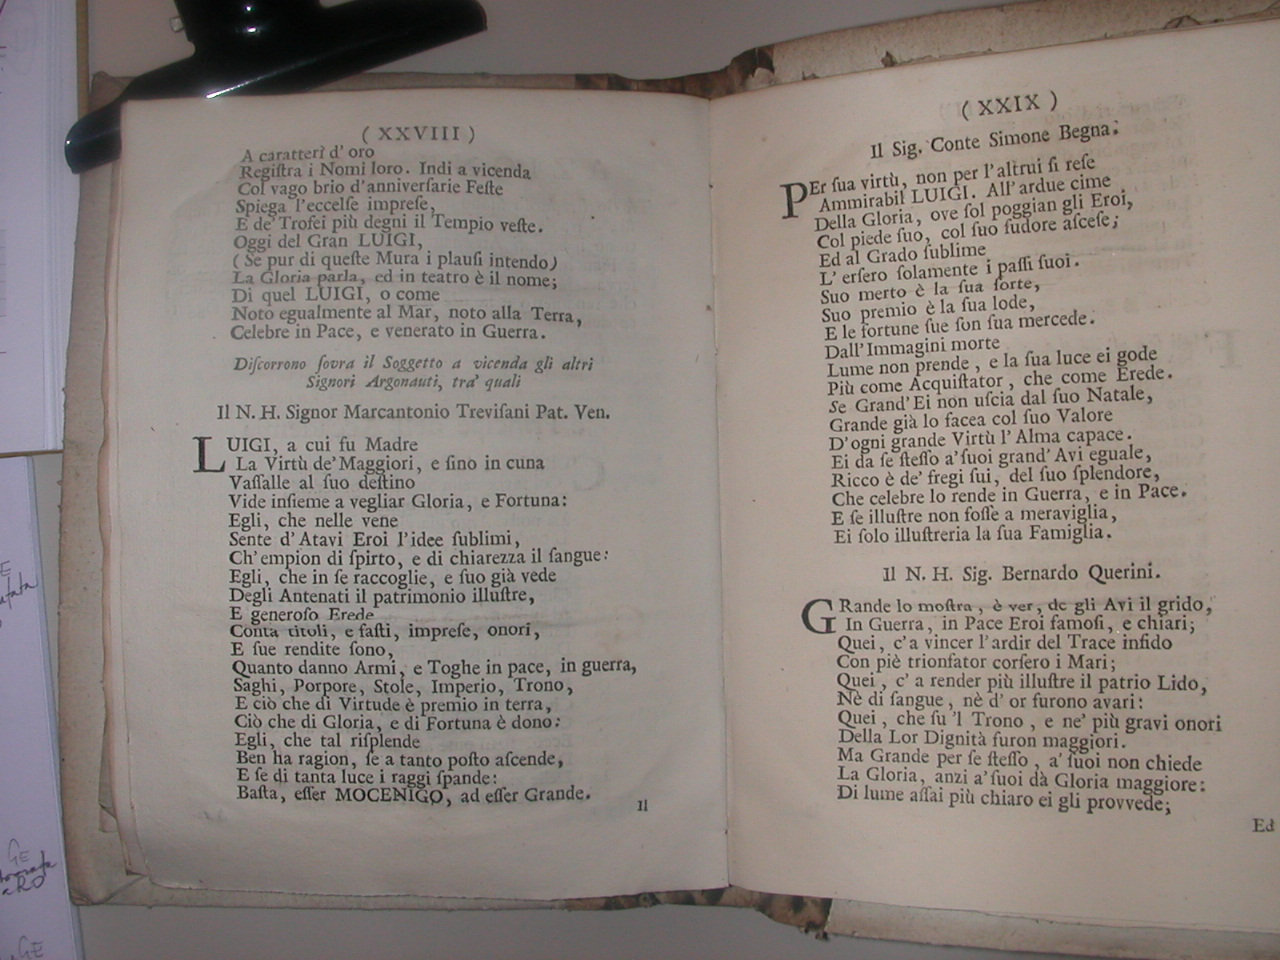 ( XXVIII )
A caratteri d' oro
Regiſtra i Nomi loro. Indi a vicenda
Col vago brio d'anniverſarie Feſte
Spiega l'eccelſe impreſe,
E de' Trofei più degni il Tempio veſte.
Oggi del Gran LUIGI,
( Se pur di queſte Mura i plauſi intendo)
La Gloria parla, ed in teatro è il nome;
Di quel LUIGI, o come
Noto egualmente al Mar, noto alla Terra,
Celebre in Pace, e venerato in Guerra.
Diſcorrono ſovra il Soggetto a vicenda gli altri
Signori Argonauti, tra' quali
Il N. H. Signor Marcantonio Treviſani Pat. Ven.
LUIGI, a cui fu Madre
La Virtù de' Maggiori, e fino in cuna
Vaſſalle al ſuo deſtino
Vide inſieme a vegliar Gloria, e Fortuna:
Egli, che nelle vene
Sente d' Atavi Eroi l'idee ſublimi,
Ch'empion di ſpirto, e di chiarezza il ſangue:
Egli, che in ſe raccoglie, e ſuo già vede
Degli Antenati il patrimonio illuſtre,
E generoſo Erede
Conta titoli, e faſti, impreſe, onori,
E ſue rendite ſono,
Quanto danno Armi, e Toghe in pace, in guerra,
Saghi, Porpore, Stole, Imperio, Trono,
E ciò che di Virtude è premio in terra,
Ciò che di Gloria, e di Fortuna è dono:
Egli, che tal riſplende
Ben ha ragion, ſe a tanto poſto aſcende,
E ſe di tanta luce i raggi ſpande:
Baſta, eſſer MOCENIGO, ad eſſer Grande.
Il
( XXIX )
Il Sig. Conte Simone Begna.
PEr ſua virtù, non per l'altrui ſi reſe
Ammirabil LUIGI. All'ardue cime
Della Gloria, ove ſol poggian gli Eroi,
Col piede ſuo, col ſuo ſudore aſceſe;
Ed al Grado ſublime
L' erſero ſolamente i paſſi ſuoi.
Suo merto è la ſua ſorte,
Suo premio è la ſua lode,
E le fortune ſue ſon ſua mercede.
Dall'Immagini morte
Lume non prende, e la ſua luce ei gode
Più come Acquiſtator, che come Erede.
Se Grand'Ei non uſcia dal ſuo Natale,
Grande già lo facea col ſuo Valore
D'ogni grande Virtù l'Alma capace.
Ei da ſe ſteſſo a'ſuoi grand' Avi eguale,
Ricco è de' fregi ſui, del ſuo ſplendore,
Che celebre lo rende in Guerra, e in Pace.
E ſe illuſtre non foſſe a meraviglia,
Ei ſolo illuſtreria la ſua Famiglia.
Il N. H. Sig. Bernardo Querini.
GRande lo moſtra, è ver, de gli Avi il grido,
In Guerra, in Pace Eroi famoſi, e chiari;
Quei, c'a vincer l'ardir del Trace infido
Con piè trionfator corſero i Mari;
Quei, c' a render più illuſtre il patrio Lido,
Nè di ſangue, nè d' or furono avari:
Quei, che ſu 'l Trono, e ne' più gravi onori
Della Lor Dignità furon maggiori.
Ma Grande per ſe ſteſſo, a' ſuoi non chiede
La Gloria, anzi a'ſuoi dà Gloria maggiore:
Di lume aſſai più chiaro ei gli provvede;
Ed
GE
GE